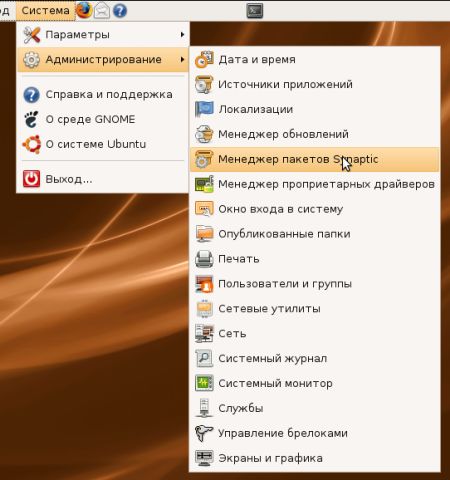 од Система
Параметры
Администрирование
Справка и поддержка
О среде GNOME
О системе Ubuntu
Выход...
Дата и время
Источники приложений
Локализации
Менеджер обновлений
Менеджер пакетов Synaptic
Менеджер проприетарных драйверов
Окно входа в систему
Опубликованные папки
Печать
Пользователи и группы
Сетевые утилиты
Сеть
Системный журнал
Системный монитор
Службы
Управление брелоками
Экраны и графика